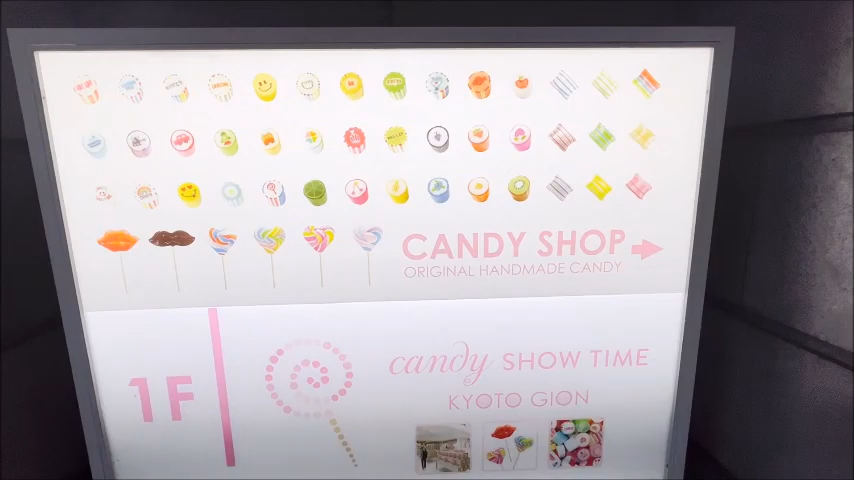 CANDY SHOP
ORIGINAL HANDMADE CANDY
1F
candy SHOW TIME
KYOTO GION